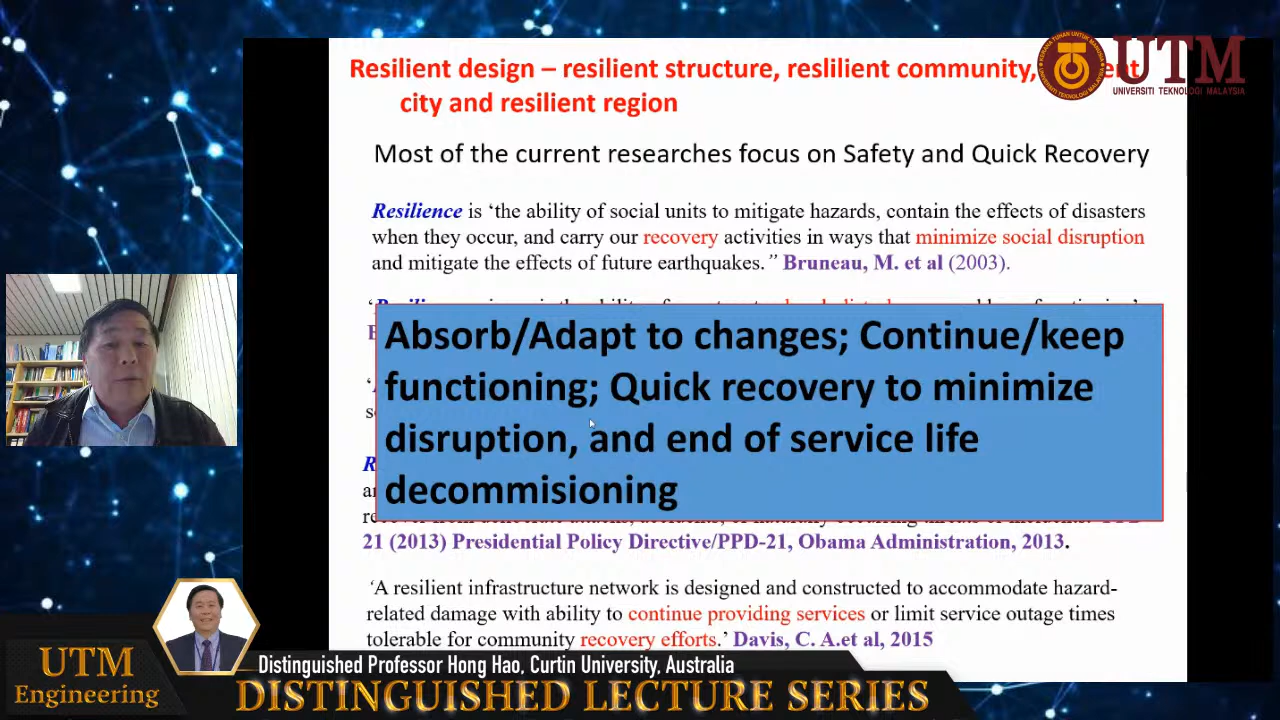 Resilient design – resilient structure, reslilient community,
city and resilient region
UTM
UNIVERSITI TEKNOLOGI MALAYSIA
Most of the current researches focus on Safety and Quick Recovery
Resilience is ‘the ability of social units to mitigate hazards, contain the effects of disasters
when they occur, and carry our recovery activities in ways that minimize social disruption
and mitigate the effects of future earthquakes.” Bruneau, M. et al (2003).
Absorb/Adapt to changes; Continue/keep
functioning; Quick recovery to minimize
disruption, and end of service life
decommisioning
21 (2013) Presidential Policy Directive/PPD-21, Obama Administration, 2013.
‘A resilient infrastructure network is designed and constructed to accommodate hazard-
related damage with ability to continue providing services or limit service outage times
tolerable for community recovery efforts.’ Davis, C. A.et al, 2015
UTM
Engineering
Distinguished Professor Hong Hao, Curtin University, Australia
DISTINGUISHED LECTURE SERIES